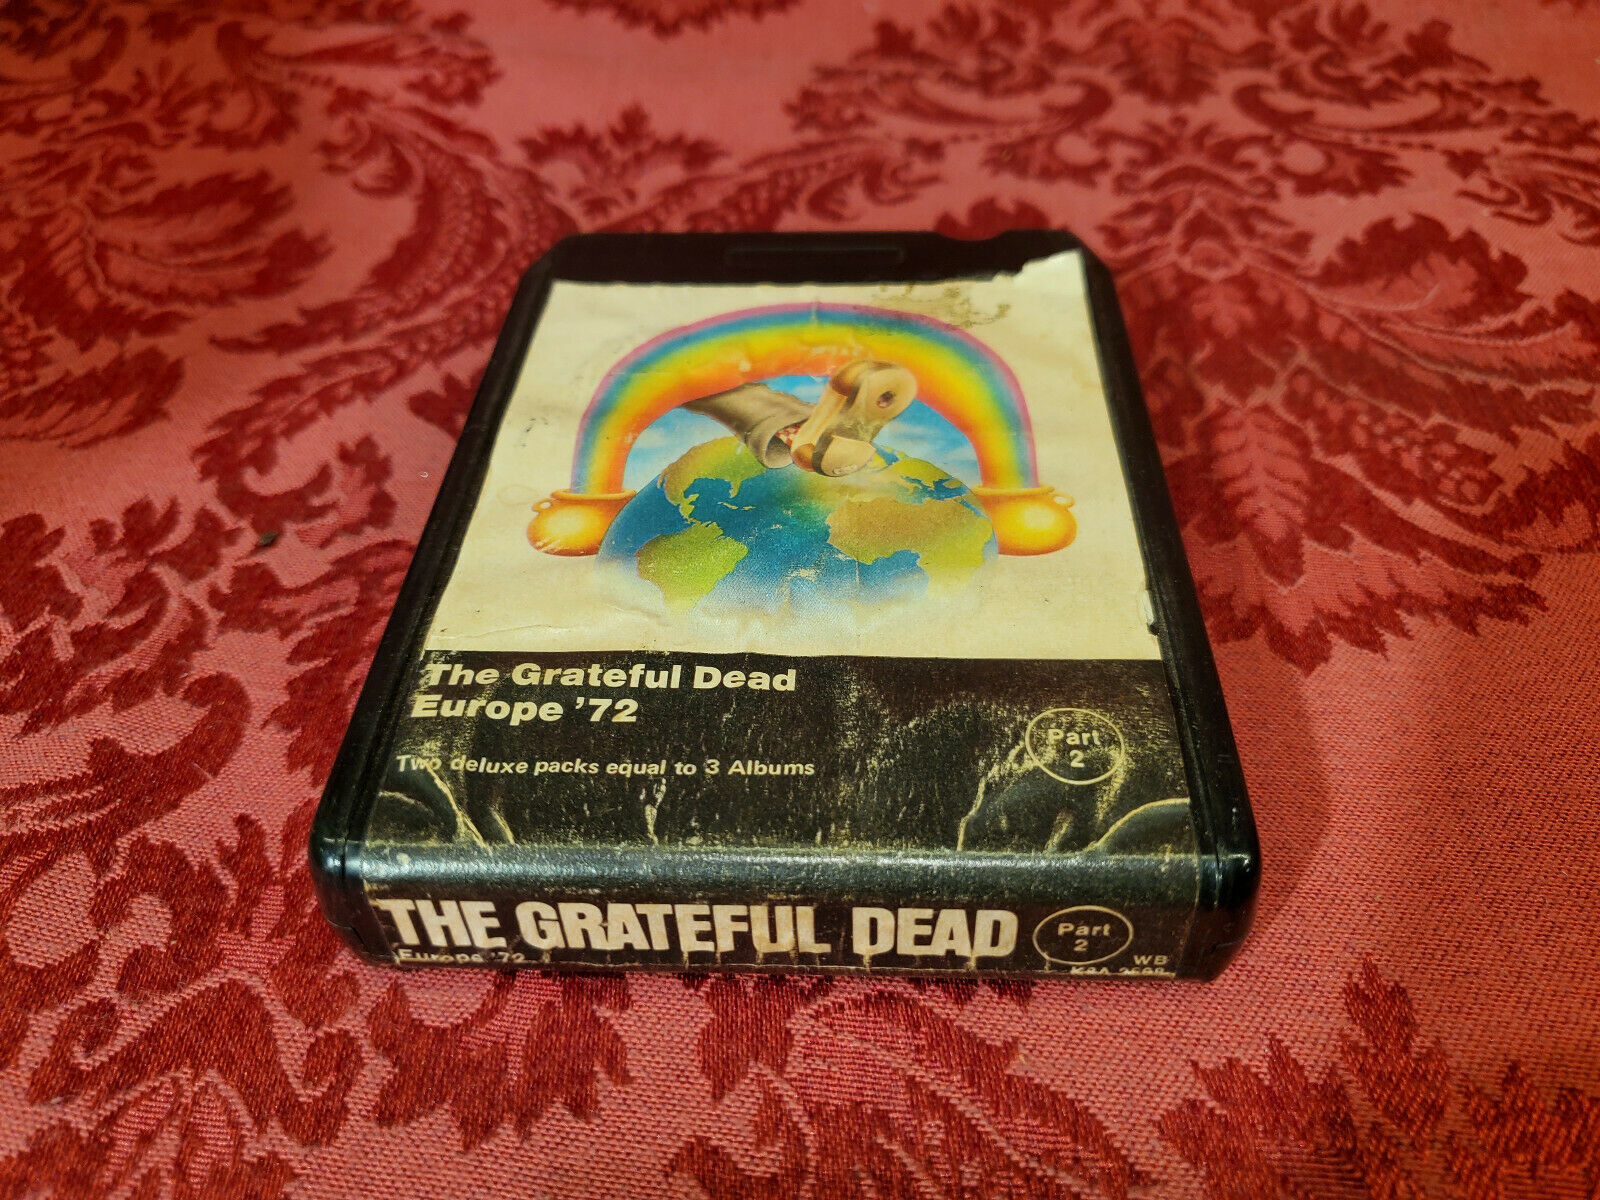 The Grateful Dead
Europe '72
Part
2
Two deluxe packs equal to 3 Albums
THE GRATEFUL DEAD
Part
2
Europe '72
WB